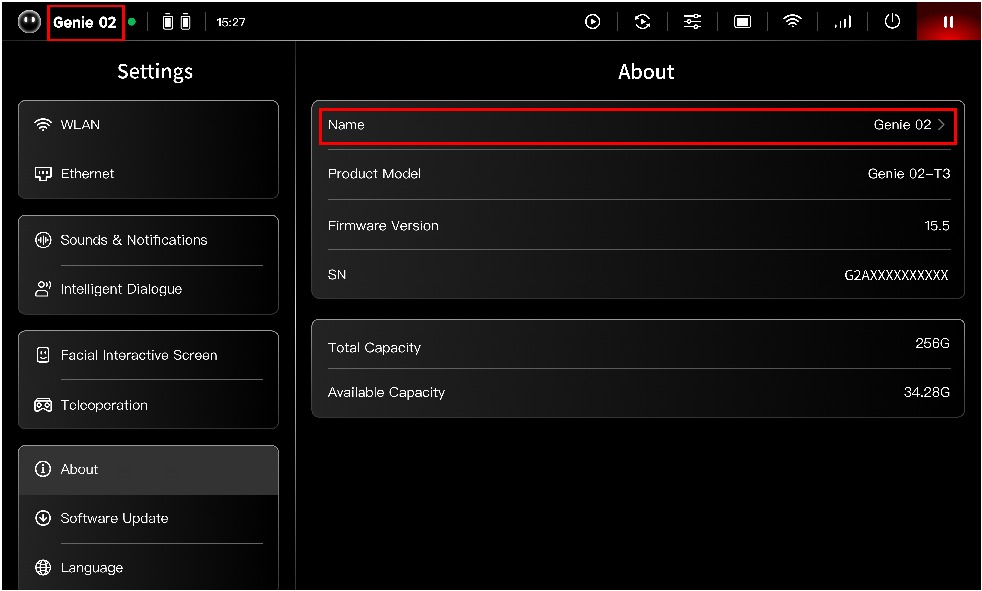 Genie 02 15:27
Settings
WLAN
Ethernet
Sounds & Notifications
Intelligent Dialogue
Facial Interactive Screen
Teleoperation
About
Software Update
Language
About
Name Genie 02
Product Model Genie 02-T3
Firmware Version 15.5
SN G2AXXXXXXXXXX
Total Capacity 256G
Available Capacity 34.28G